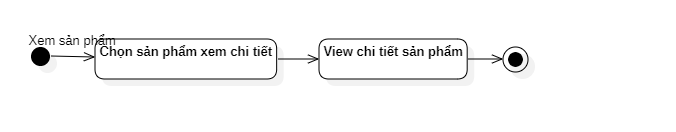 Xem sản phẩm
Chọn sản phẩm xem chi tiết
View chi tiết sản phẩm